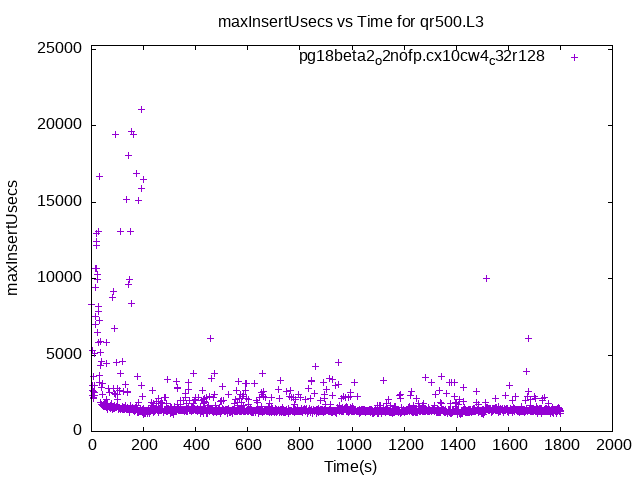 maxInsertUsecs vs Time for qr500.L3
25000
pg18beta2o2nofp.cx10cw4c32r128
20000
15000
maxInsertUsecs
10000
5000
0
0 200 400 600 800 1000 1200 1400 1600 1800 2000
Time(s)